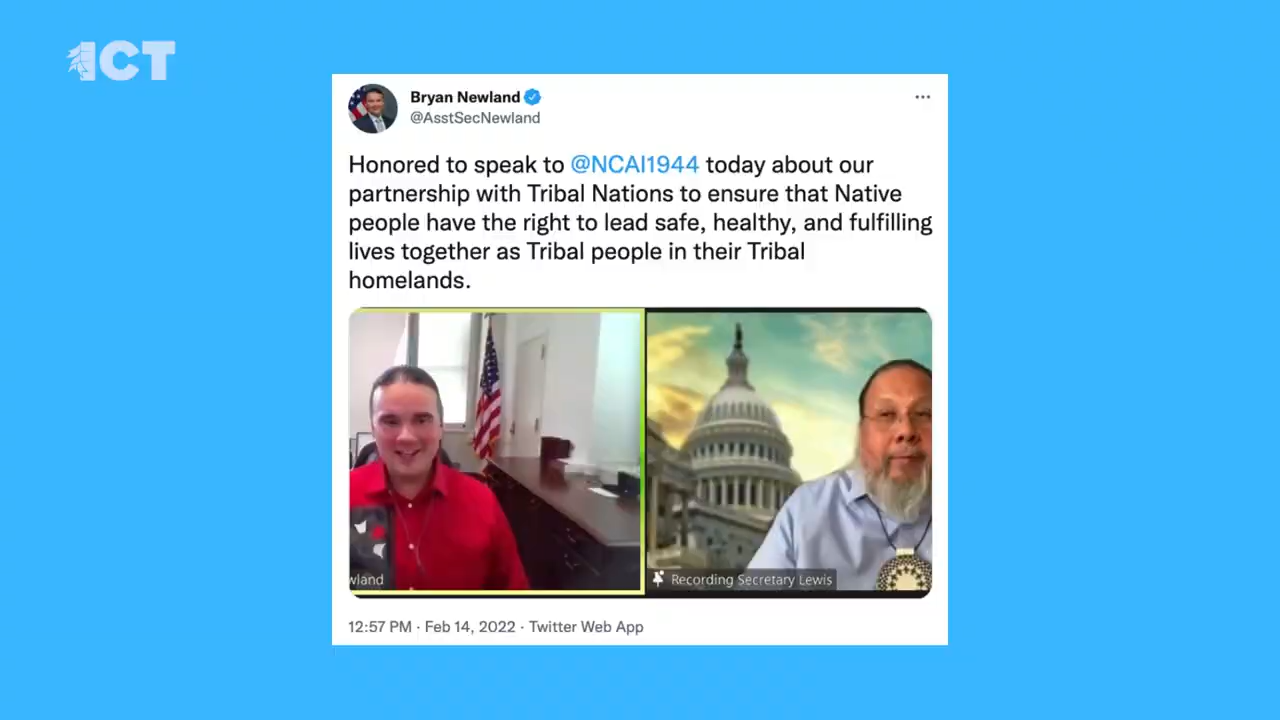 ICT
Bryan Newland
@AsstSecNewland
Honored to speak to @NCAI1944 today about our
partnership with Tribal Nations to ensure that Native
people have the right to lead safe, healthy, and fulfilling
lives together as Tribal people in their Tribal
homelands.
wland
Recording Secretary Lewis
12:57 PM · Feb 14, 2022 · Twitter Web App